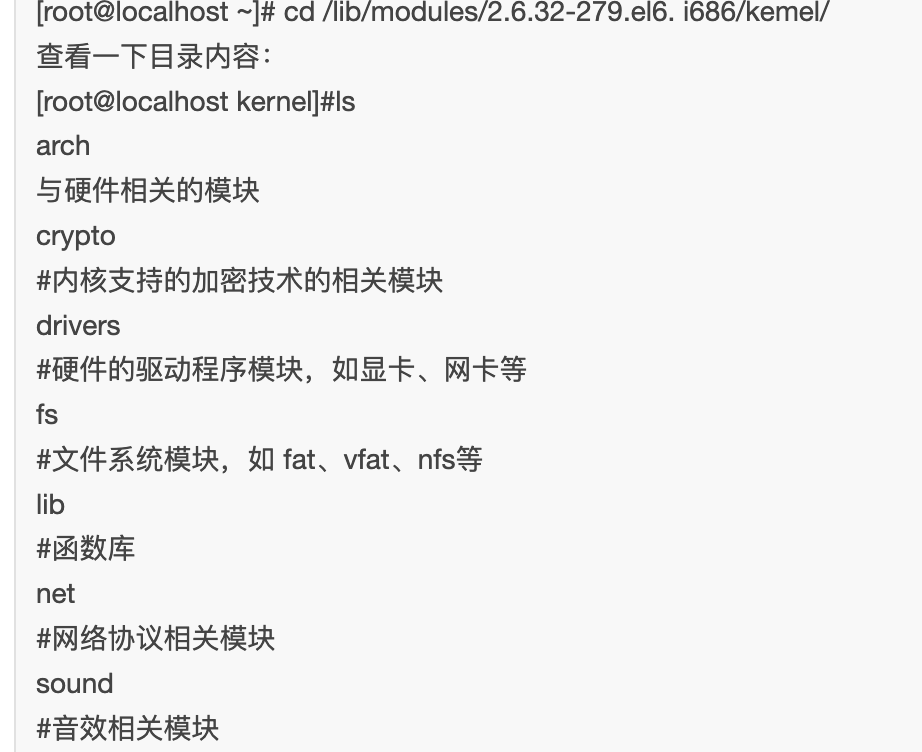 [root@localhost ~]# cd /lib/modules/2.6.32-279.el6. i686/kemel/
查看一下目录内容：
[root@localhost kernel]#ls
arch
与硬件相关的模块
crypto
#内核支持的加密技术的相关模块
drivers
#硬件的驱动程序模块，如显卡、网卡等
fs
#文件系统模块，如 fat、vfat、nfs等
lib
#函数库
net
#网络协议相关模块
sound
#音效相关模块